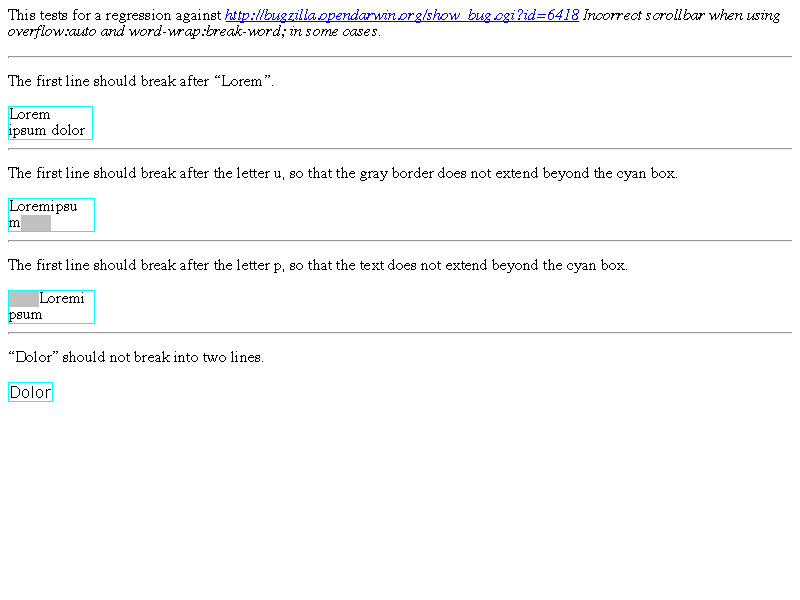 This tests for a regression against http://bugzilla.opendarwin.org/show_bug.cgi?id=6418 Incorrect scrollbar when using
overflow:auto and word-wrap:break-word; in some cases.
The first line should break after “Lorem”.
Lorem
ipsum dolor
The first line should break after the letter u, so that the gray border does not extend beyond the cyan box.
Loremipsu
m
The first line should break after the letter p, so that the text does not extend beyond the cyan box.
Loremi
psum
“Dolor” should not break into two lines.
Dolor